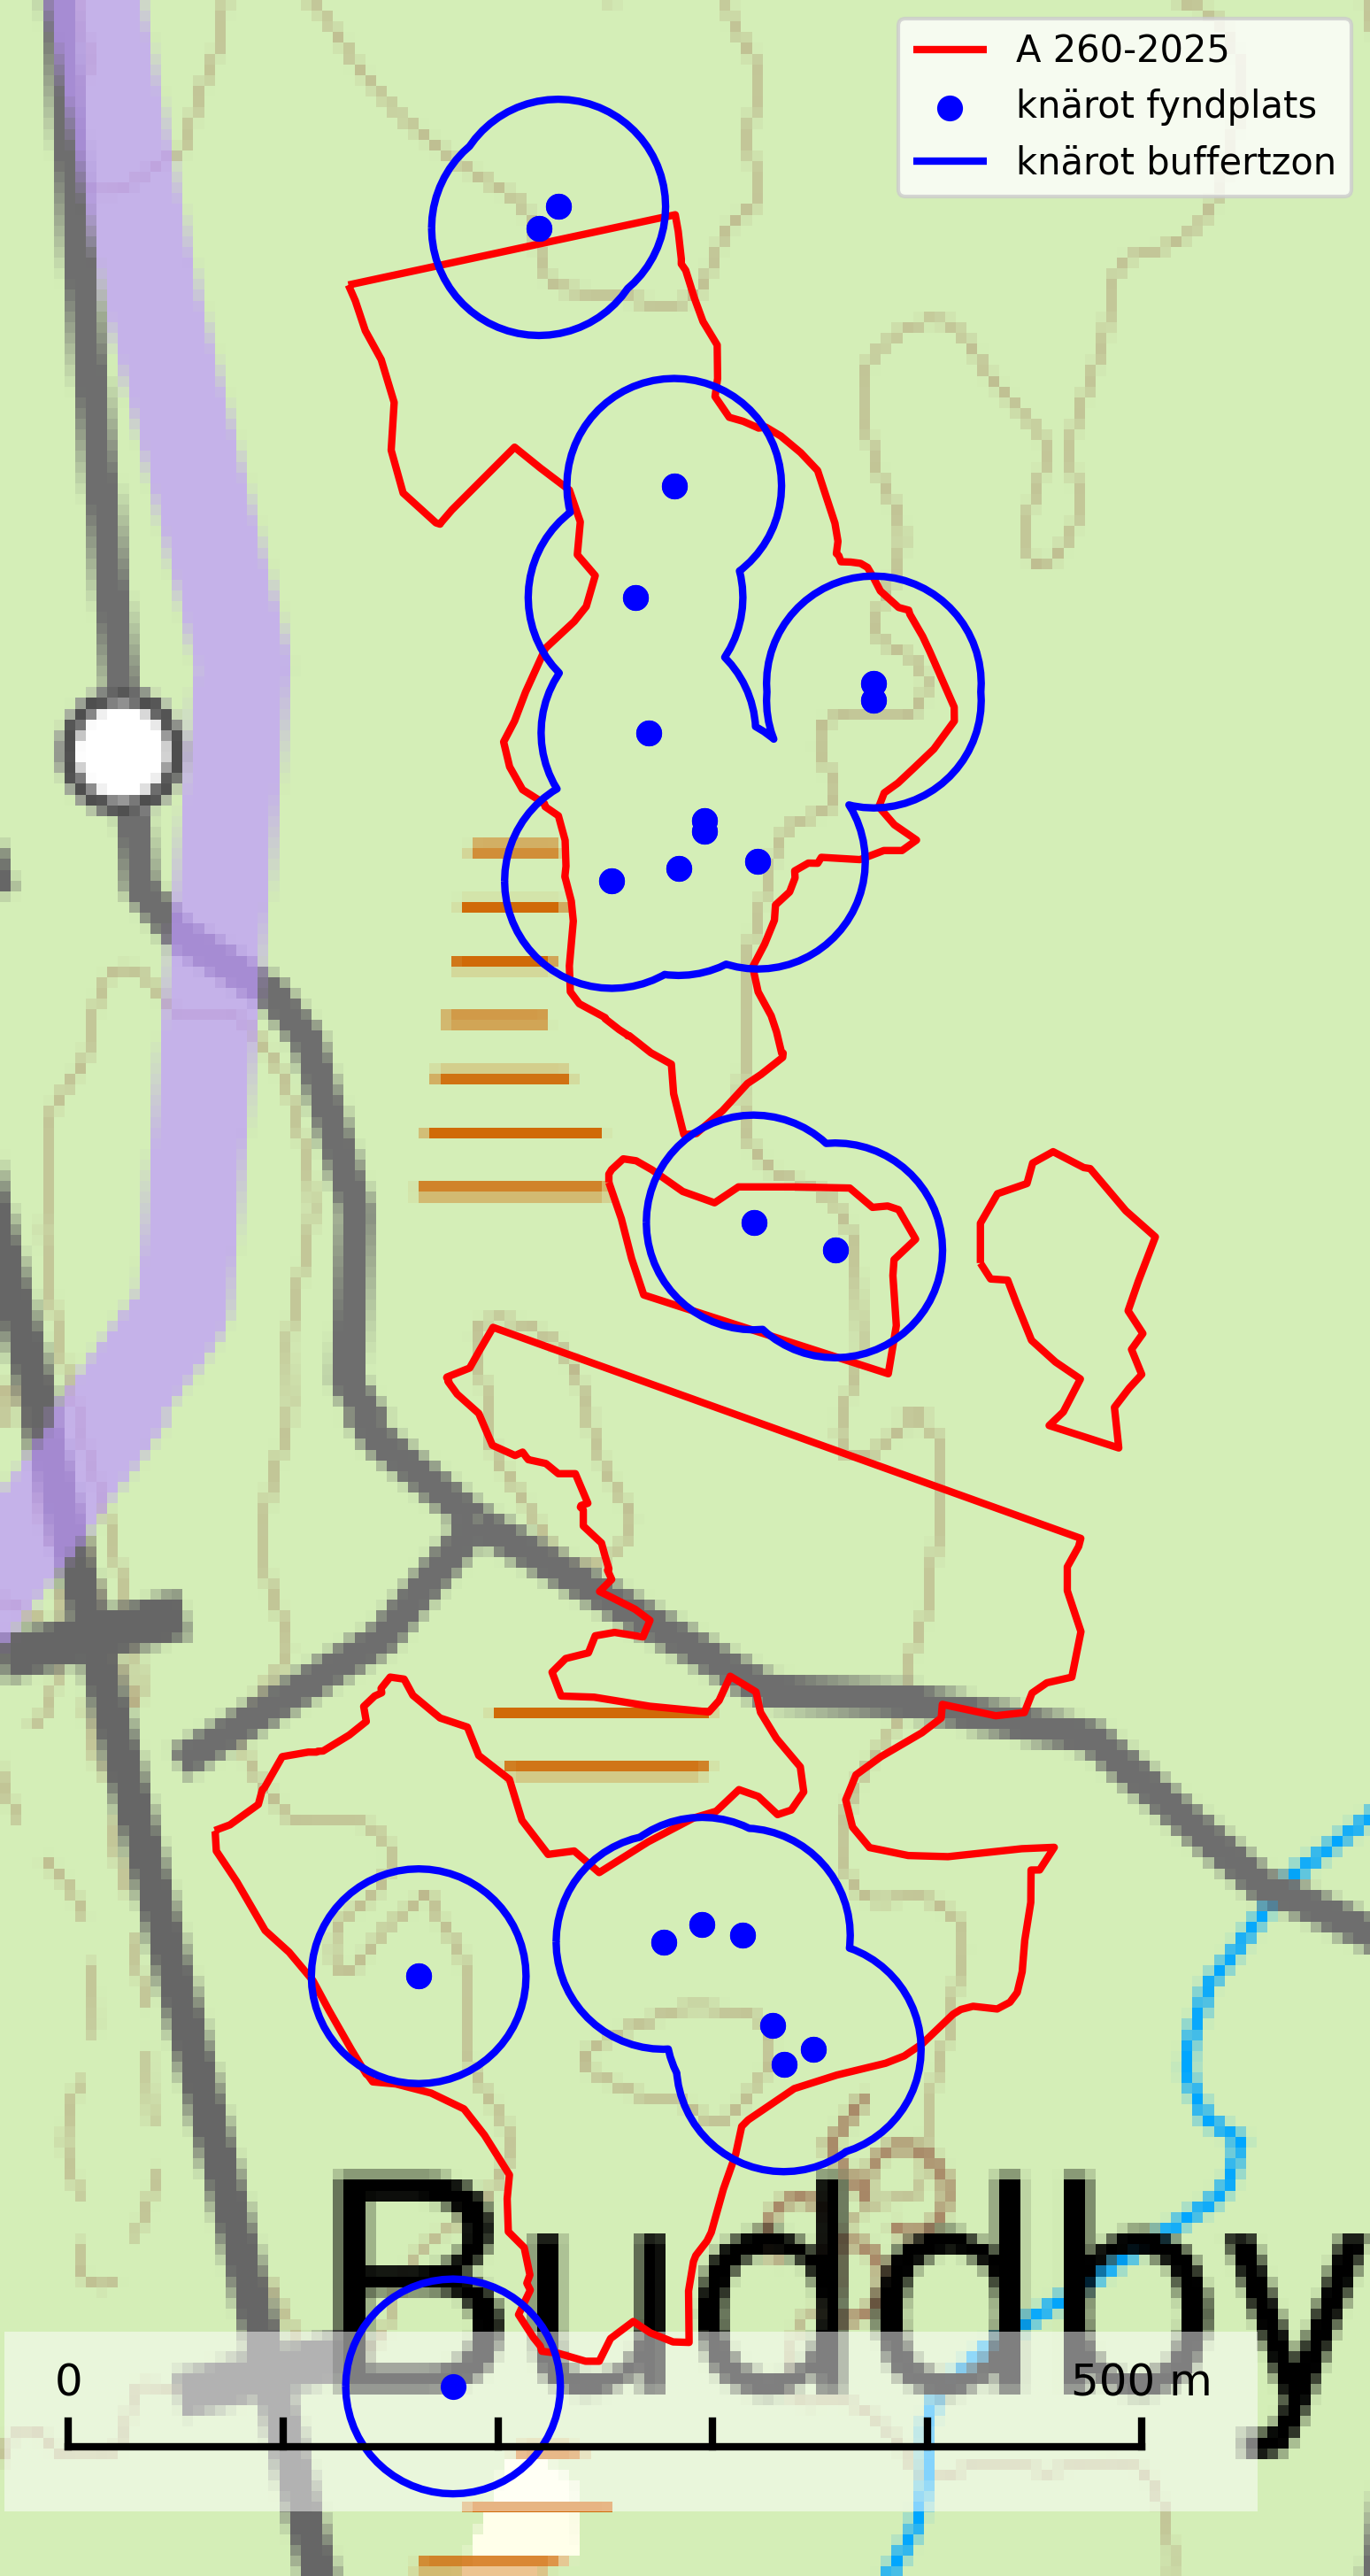 A 260-2025
knärot fyndplats
knärot buffertzon
Buddby
0
500 m